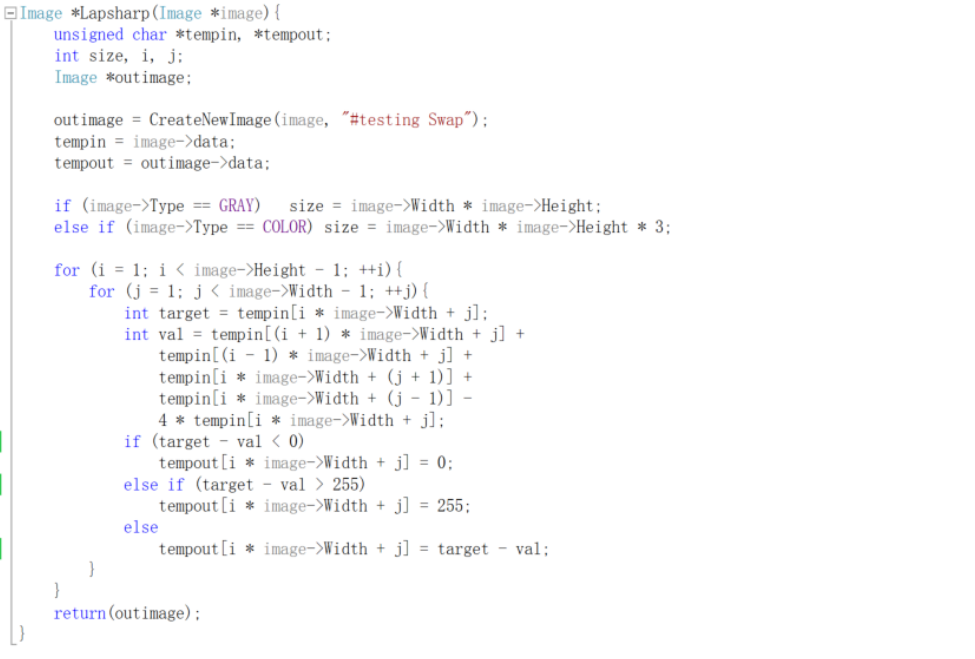 Image *Lapsharp(Image *image){
    unsigned char *tempin, *tempout;
    int size, i, j;
    Image *outimage;

    outimage = CreateNewImage(image, "#testing Swap");
    tempin = image->data;
    tempout = outimage->data;

    if (image->Type == GRAY)   size = image->Width * image->Height;
    else if (image->Type == COLOR) size = image->Width * image->Height * 3;

    for (i = 1; i < image->Height - 1; ++i){
        for (j = 1; j < image->Width - 1; ++j){
            int target = tempin[i * image->Width + j];
            int val = tempin[(i + 1) * image->Width + j] +
                tempin[(i - 1) * image->Width + j] +
                tempin[i * image->Width + (j + 1)] +
                tempin[i * image->Width + (j - 1)] -
                4 * tempin[i * image->Width + j];
            if (target - val < 0)
                tempout[i * image->Width + j] = 0;
            else if (target - val > 255)
                tempout[i * image->Width + j] = 255;
            else
                tempout[i * image->Width + j] = target - val;
        }
    }
    return(outimage);
}